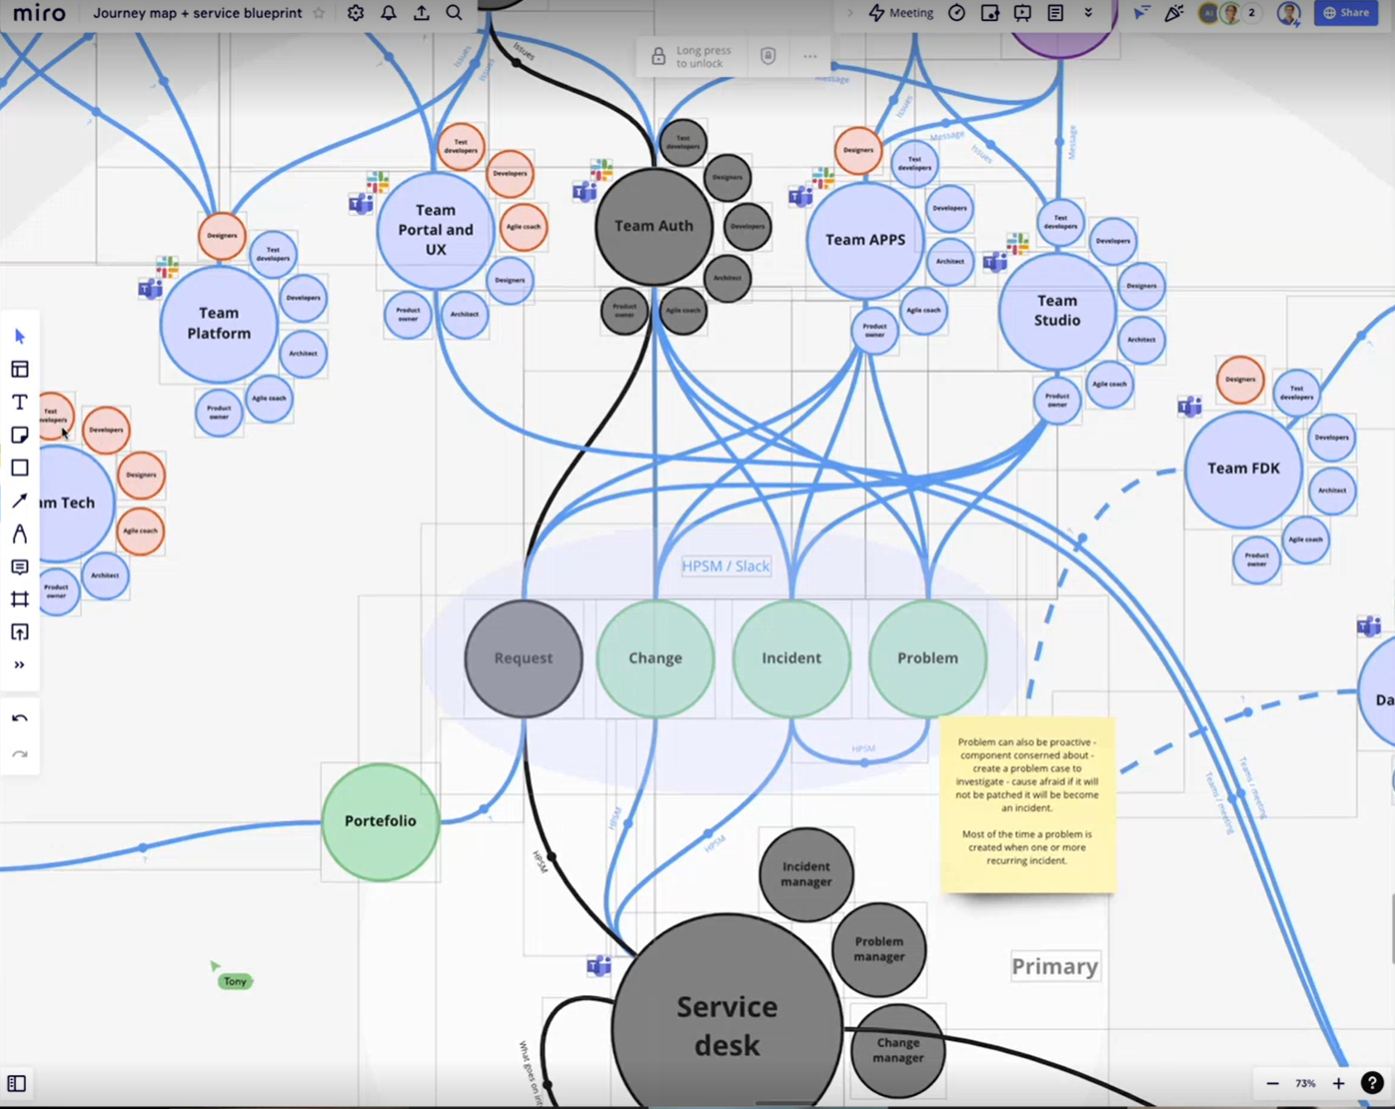 miro
Journey map + service blueprint
Meeting
2
Share
Long press
to unlock
Issues
Issues
Issues
Message
Issues
Message
Issues
Message
Test
developers
Developers
Agile coach
Designers
Architect
Product
owner
Team
Portal and
UX
Test
developers
Designers
Developers
Architect
Agile coach
Product
owner
Team Auth
Designers
Test
developers
Developers
Architect
Agile coach
Product
owner
Team APPS
Test
developers
Developers
Designers
Architect
Agile coach
Product
owner
Team
Studio
Designers
Test
developers
Developers
Architect
Agile coach
Product
owner
Team
Platform
Designers
Test
developers
Developers
Architect
Agile coach
Product
owner
Team FDK
Developers
Designers
Agile coach
Architect
Product
owner
am Tech
HPSM / Slack
Request
Change
Incident
Problem
HPSM
HPSM
HPSM
HPSM
Da
Teams / meeting
Teams / meeting
Portefolio
Problem can also be proactive -
component conserned about -
create a problem case to
investigate - cause afraid if it will
not be patched it will be become
an incident.
Most of the time a problem is
created when one or more
recurring incident.
Incident
manager
Problem
manager
Change
manager
Primary
Service
desk
Tony
What goes on int
73%